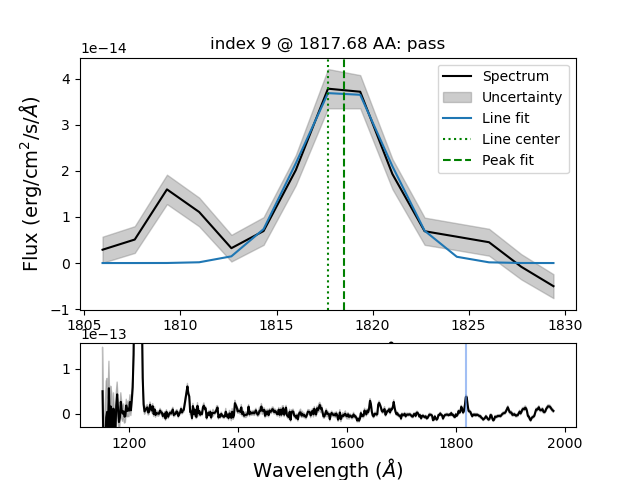 index 9 @ 1817.68 AA: pass
1e−14
Flux (erg/cm²/s/Å)
4
3
2
1
0
−1
Spectrum
Uncertainty
Line fit
Line center
Peak fit
1805 1810 1815 1820 1825 1830
1e−13
1
0
1200 1400 1600 1800 2000
Wavelength (Å)